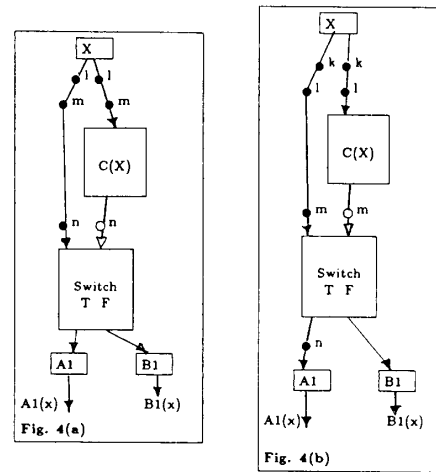 X
l l
m m
C(X)
n n
Switch
T F
A1 B1
A1(x) B1(x)
Fig. 4(a)
X
k k
l l
C(X)
m m
Switch
T F
n
A1 B1
A1(x) B1(x)
Fig. 4(b)